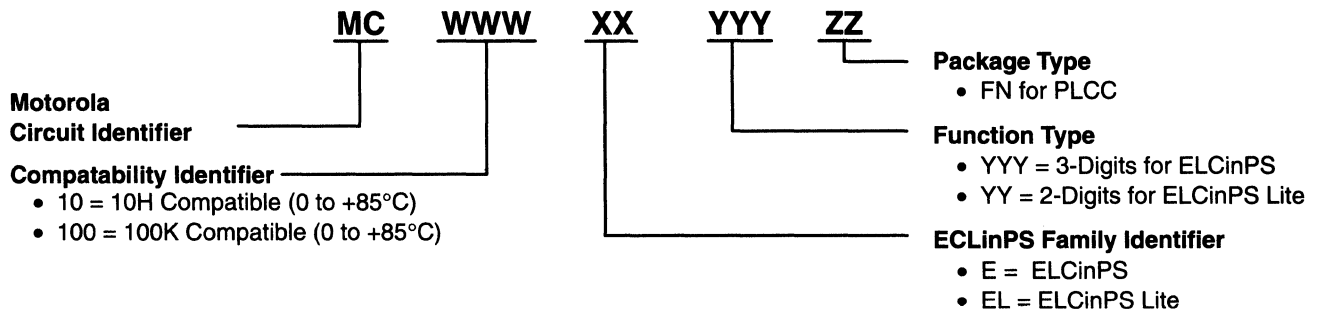 MC WWW XX YYY ZZ
Motorola
Circuit Identifier
Compatability Identifier
• 10 = 10H Compatible (0 to +85°C)
• 100 = 100K Compatible (0 to +85°C)
Package Type
• FN for PLCC
Function Type
• YYY = 3-Digits for ELCinPS
• YY = 2-Digits for ELCinPS Lite
ECLinPS Family Identifier
• E = ELCinPS
• EL = ELCinPS Lite